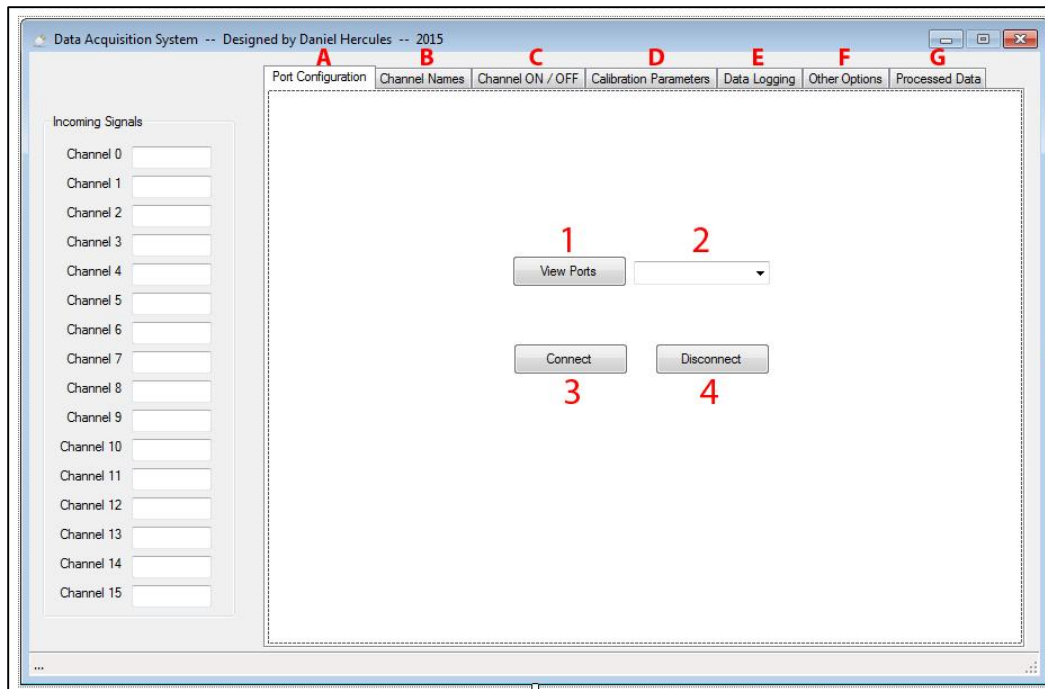 Data Acquisition System -- Designed by Daniel Hercules -- 2015
A B C D E F G
Port Configuration Channel Names Channel ON / OFF Calibration Parameters Data Logging Other Options Processed Data
Incoming Signals
Channel 0
Channel 1
Channel 2
Channel 3
Channel 4
Channel 5
Channel 6
Channel 7
Channel 8
Channel 9
Channel 10
Channel 11
Channel 12
Channel 13
Channel 14
Channel 15
1 2
View Ports
Connect Disconnect
3 4
...